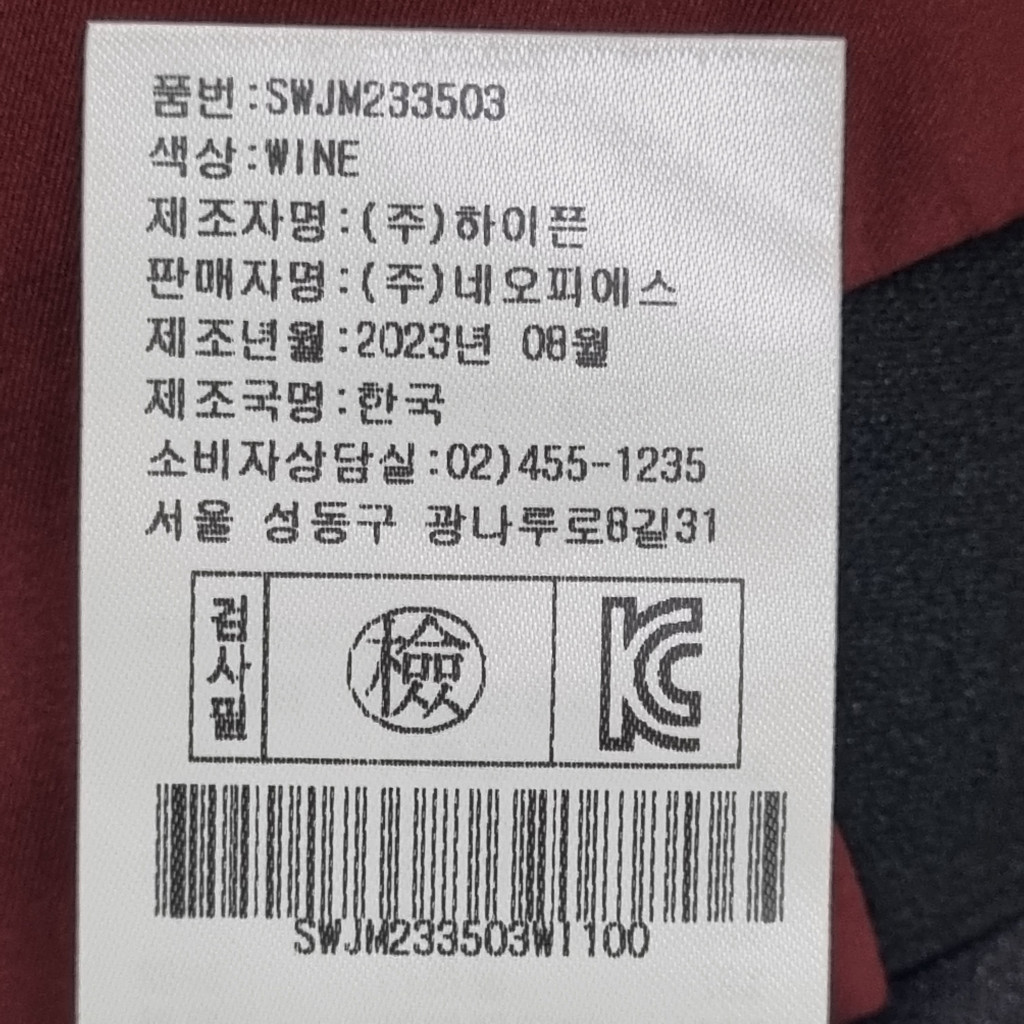 품번:SWJM233503
색상:WINE
제조자명:(주)하이픈
판매자명:(주)네오피에스
제조년월:2023년 08월
제조국명:한국
소비자상담실:02)455-1235
서울 성동구 광나루로8길31
검사필
檢
KC
SWJM233503WI100